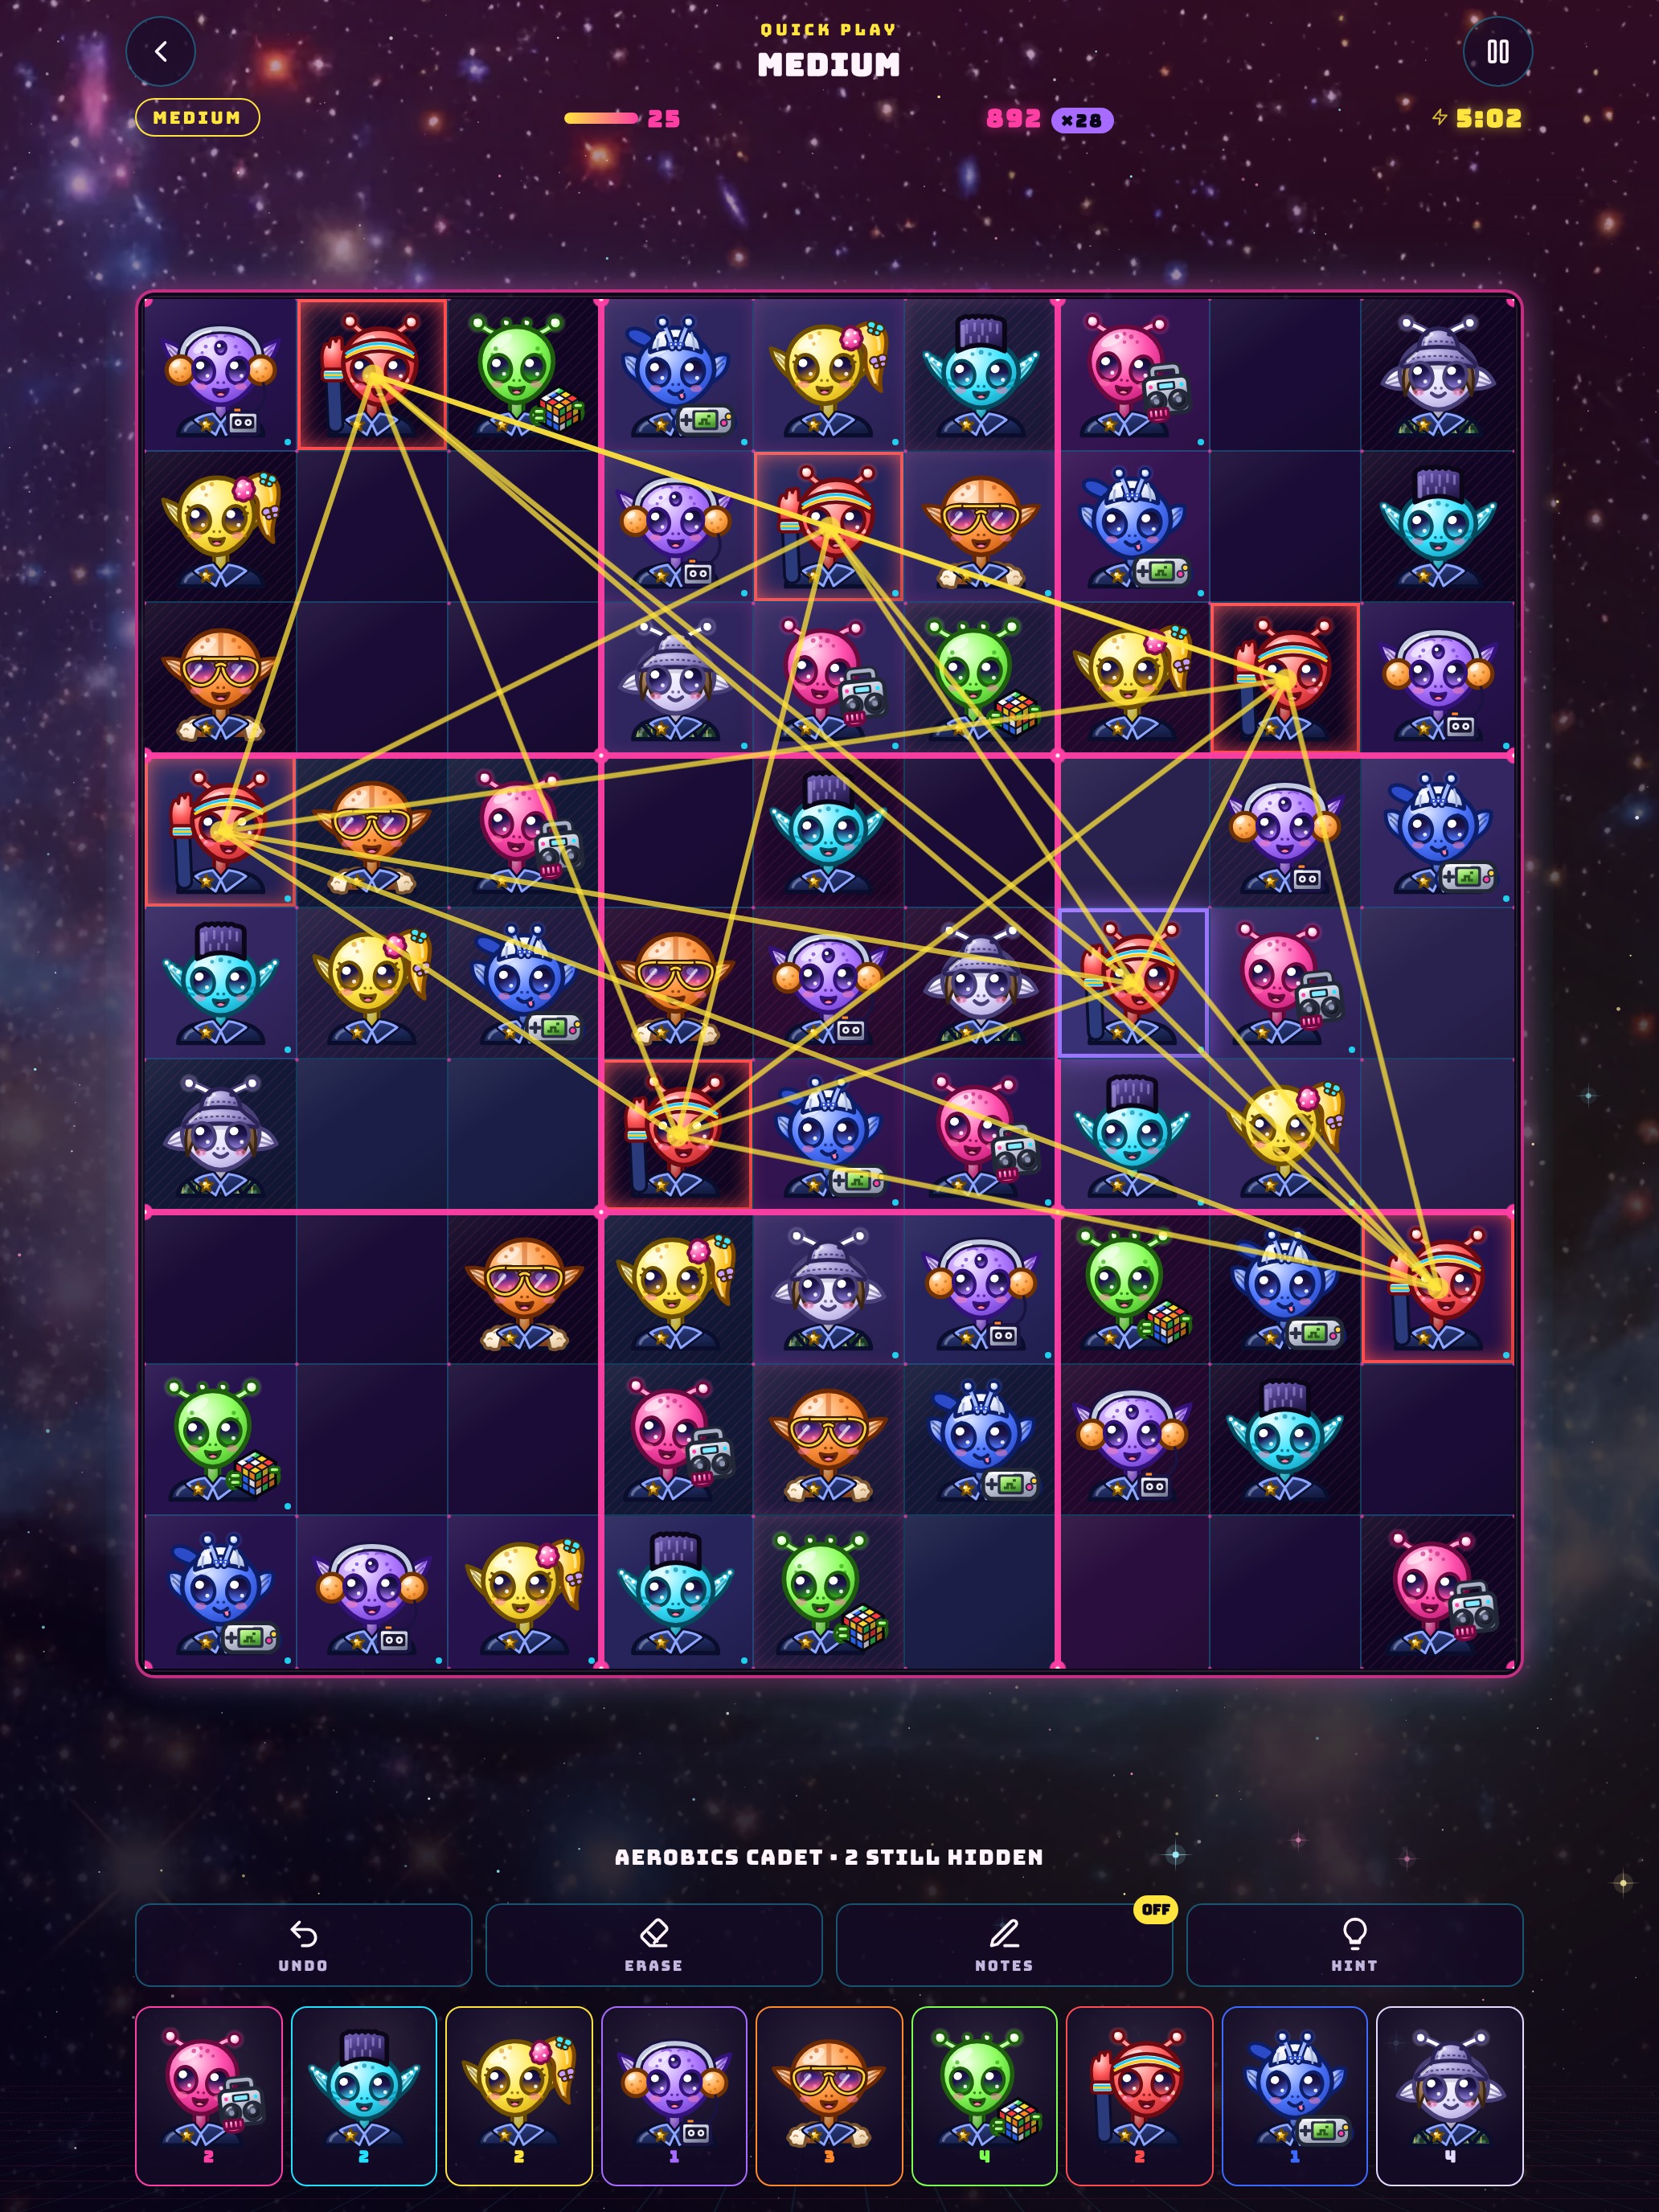 QUICK PLAY
MEDIUM
MEDIUM
25
892 ×28
5:02
AEROBICS CADET · 2 STILL HIDDEN
OFF
UNDO
ERASE
NOTES
HINT
2
2
2
1
3
4
2
1
4